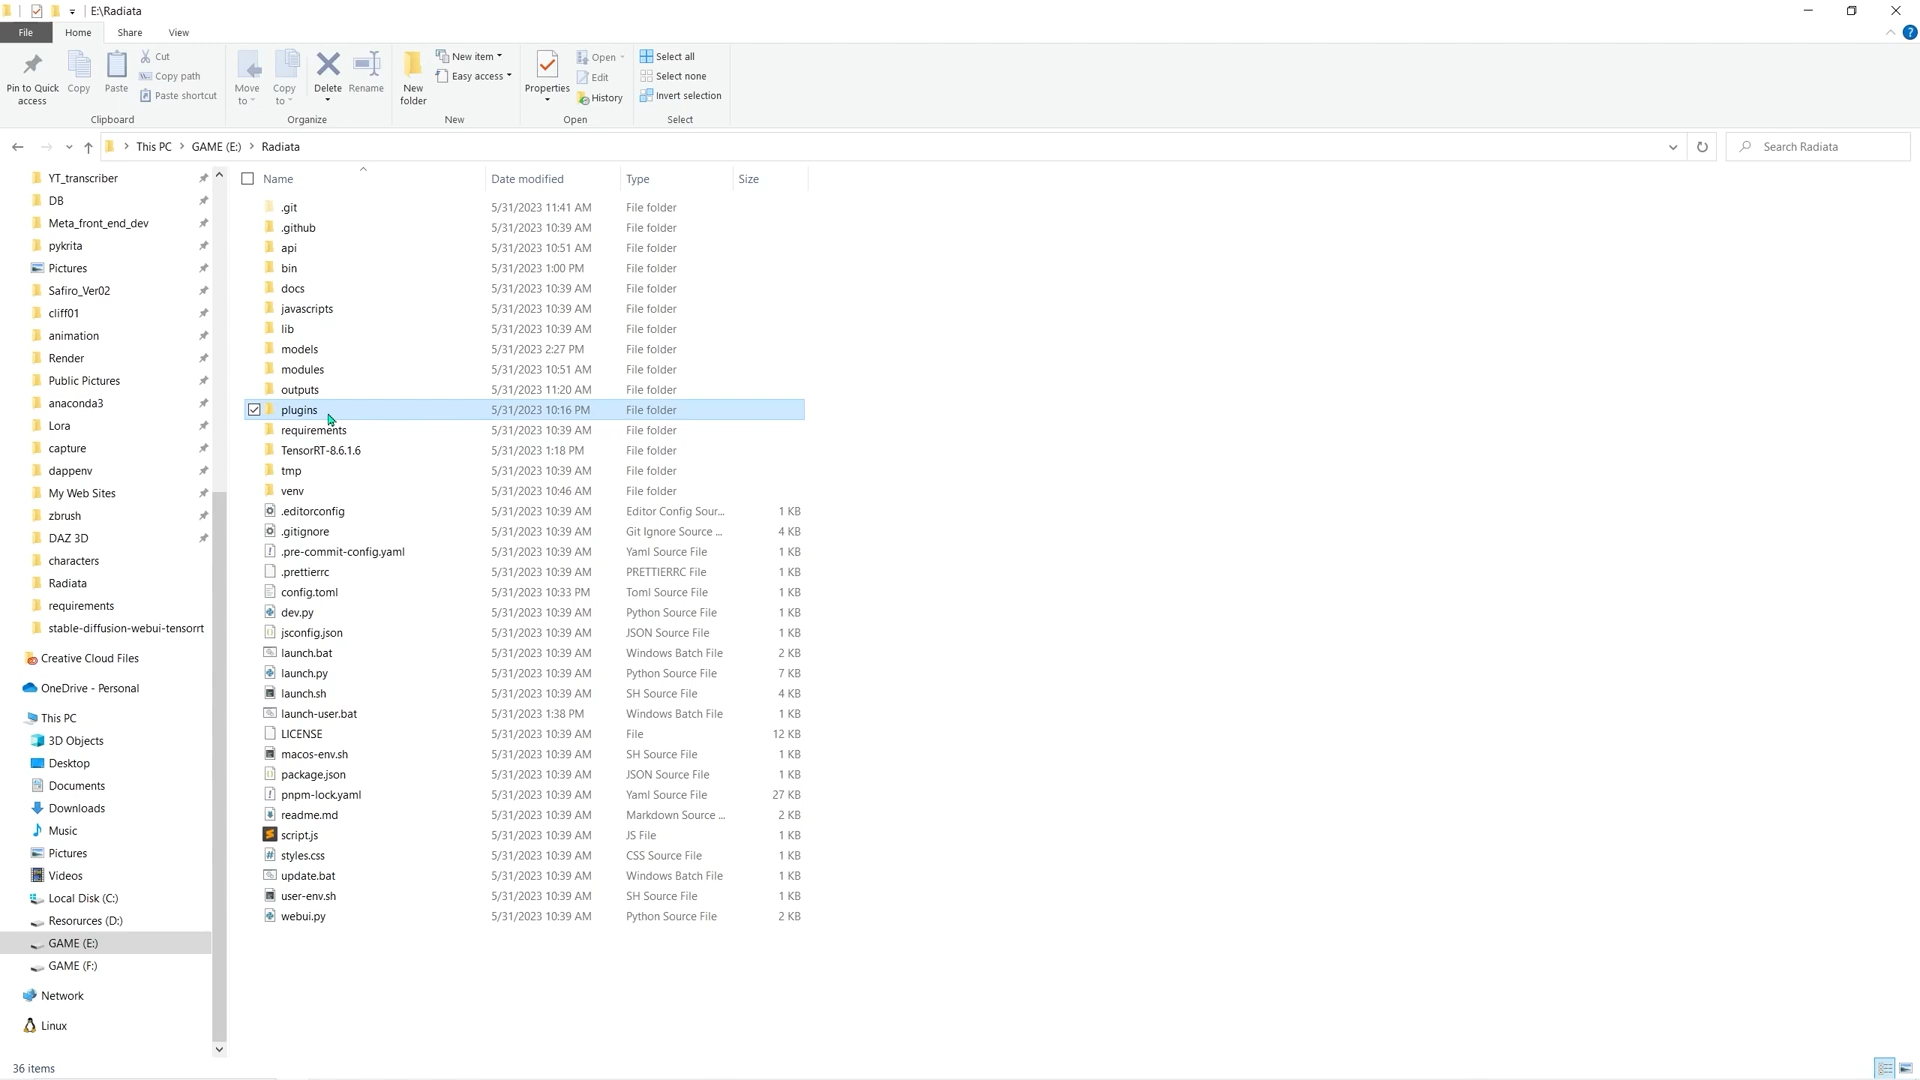 E:\Radiata
File Home Share View
Pin to Quick access
Copy
Paste
Cut
Copy path
Paste shortcut
Clipboard
Move to
Copy to
Delete
Rename
Organize
New folder
New item
Easy access
New
Properties
Open
Edit
History
Open
Select all
Select none
Invert selection
Select
This PC > GAME (E:) > Radiata
Search Radiata
YT_transcriber
DB
Meta_front_end_dev
pykrita
Pictures
Safiro_Ver02
cliff01
animation
Render
Public Pictures
anaconda3
Lora
capture
dappenv
My Web Sites
zbrush
DAZ 3D
characters
Radiata
requirements
stable-diffusion-webui-tensorrt
Creative Cloud Files
OneDrive - Personal
This PC
3D Objects
Desktop
Documents
Downloads
Music
Pictures
Videos
Local Disk (C:)
Resorurces (D:)
GAME (E:)
GAME (F:)
Network
Linux
Name Date modified Type Size
.git 5/31/2023 11:41 AM File folder
.github 5/31/2023 10:39 AM File folder
api 5/31/2023 10:51 AM File folder
bin 5/31/2023 1:00 PM File folder
docs 5/31/2023 10:39 AM File folder
javascripts 5/31/2023 10:39 AM File folder
lib 5/31/2023 10:39 AM File folder
models 5/31/2023 2:27 PM File folder
modules 5/31/2023 10:51 AM File folder
outputs 5/31/2023 11:20 AM File folder
plugins 5/31/2023 10:16 PM File folder
requirements 5/31/2023 10:39 AM File folder
TensorRT-8.6.1.6 5/31/2023 1:18 PM File folder
tmp 5/31/2023 10:39 AM File folder
venv 5/31/2023 10:46 AM File folder
.editorconfig 5/31/2023 10:39 AM Editor Config Sour... 1 KB
.gitignore 5/31/2023 10:39 AM Git Ignore Source ... 4 KB
.pre-commit-config.yaml 5/31/2023 10:39 AM Yaml Source File 1 KB
.prettierrc 5/31/2023 10:39 AM PRETTIERRC File 1 KB
config.toml 5/31/2023 10:33 PM Toml Source File 1 KB
dev.py 5/31/2023 10:39 AM Python Source File 1 KB
jsconfig.json 5/31/2023 10:39 AM JSON Source File 1 KB
launch.bat 5/31/2023 10:39 AM Windows Batch File 2 KB
launch.py 5/31/2023 10:39 AM Python Source File 7 KB
launch.sh 5/31/2023 10:39 AM SH Source File 4 KB
launch-user.bat 5/31/2023 1:38 PM Windows Batch File 1 KB
LICENSE 5/31/2023 10:39 AM File 12 KB
macos-env.sh 5/31/2023 10:39 AM SH Source File 1 KB
package.json 5/31/2023 10:39 AM JSON Source File 1 KB
pnpm-lock.yaml 5/31/2023 10:39 AM Yaml Source File 27 KB
readme.md 5/31/2023 10:39 AM Markdown Source ... 2 KB
script.js 5/31/2023 10:39 AM JS File 1 KB
styles.css 5/31/2023 10:39 AM CSS Source File 1 KB
update.bat 5/31/2023 10:39 AM Windows Batch File 1 KB
user-env.sh 5/31/2023 10:39 AM SH Source File 1 KB
webui.py 5/31/2023 10:39 AM Python Source File 2 KB
36 items